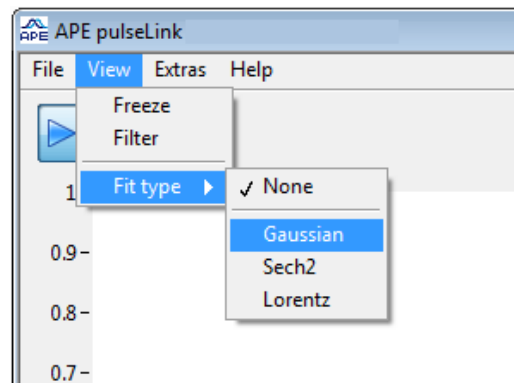 APE APE pulseLink
File View Extras Help
Freeze
Filter
Fit type
✓ None
Gaussian
Sech2
Lorentz
1
0.9
0.8
0.7